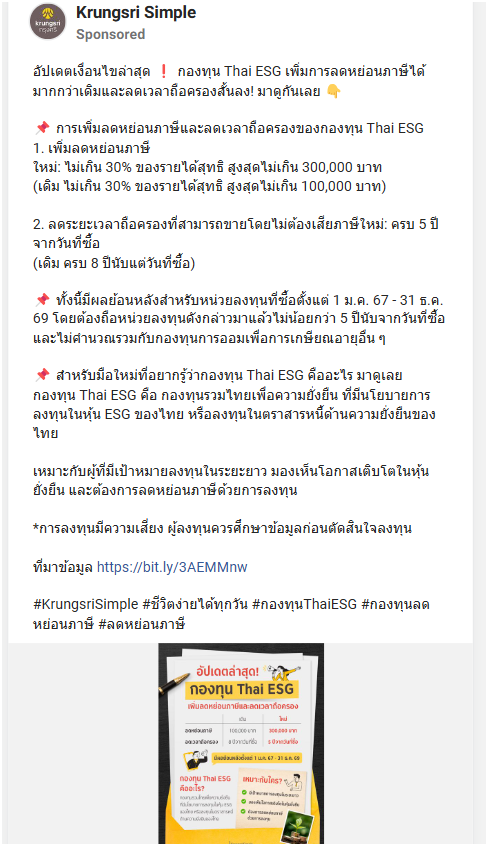 Krungsri Simple
krungsri
กรุงศรี
Sponsored
อัปเดตเงื่อนไขล่าสุด ❗ กองทุน Thai ESG เพิ่มการลดหย่อนภาษีได้
มากกว่าเดิมและลดเวลาถือครองสั้นลง! มาดูกันเลย 👇
📌 การเพิ่มลดหย่อนภาษีและลดเวลาถือครองของกองทุน Thai ESG
1. เพิ่มลดหย่อนภาษี
ใหม่: ไม่เกิน 30% ของรายได้สุทธิ สูงสุดไม่เกิน 300,000 บาท
(เดิม ไม่เกิน 30% ของรายได้สุทธิ สูงสุดไม่เกิน 100,000 บาท)
2. ลดระยะเวลาถือครองที่สามารถขายโดยไม่ต้องเสียภาษีใหม่: ครบ 5 ปี
จากวันที่ซื้อ
(เดิม ครบ 8 ปีนับแต่วันที่ซื้อ)
📌 ทั้งนี้มีผลย้อนหลังสำหรับหน่วยลงทุนที่ซื้อตั้งแต่ 1 ม.ค. 67 - 31 ธ.ค.
69 โดยต้องถือหน่วยลงทุนดังกล่าวมาแล้วไม่น้อยกว่า 5 ปีนับจากวันที่ซื้อ
และไม่คำนวณรวมกับกองทุนการออมเพื่อการเกษียณอายุอื่น ๆ
📌 สำหรับมือใหม่ที่อยากรู้ว่ากองทุน Thai ESG คืออะไร มาดูเลย
กองทุน Thai ESG คือ กองทุนรวมไทยเพื่อความยั่งยืน ที่มีนโยบายการ
ลงทุนในหุ้น ESG ของไทย หรือลงทุนในตราสารหนี้ด้านความยั่งยืนของ
ไทย
เหมาะกับผู้ที่มีเป้าหมายลงทุนในระยะยาว มองเห็นโอกาสเติบโตในหุ้น
ยั่งยืน และต้องการลดหย่อนภาษีด้วยการลงทุน
*การลงทุนมีความเสี่ยง ผู้ลงทุนควรศึกษาข้อมูลก่อนตัดสินใจลงทุน
ที่มาข้อมูล https://bit.ly/3AEMMnw
#KrungsriSimple #ชีวิตง่ายได้ทุกวัน #กองทุนThaiESG #กองทุนลด
หย่อนภาษี #ลดหย่อนภาษี
อัปเดตล่าสุด!
กองทุน Thai ESG
เพิ่มลดหย่อนภาษีและลดเวลาถือครอง
เดิม ใหม่
ลดหย่อนภาษี 100,000 บาท 300,000 บาท
ลดเวลาถือครอง 8 ปีจากวันที่ซื้อ 5 ปีจากวันที่ซื้อ
มีผลย้อนหลังตั้งแต่ 1 ม.ค. 67 - 31 ธ.ค. 69
กองทุน Thai ESG
คืออะไร?
เหมาะกับใคร?